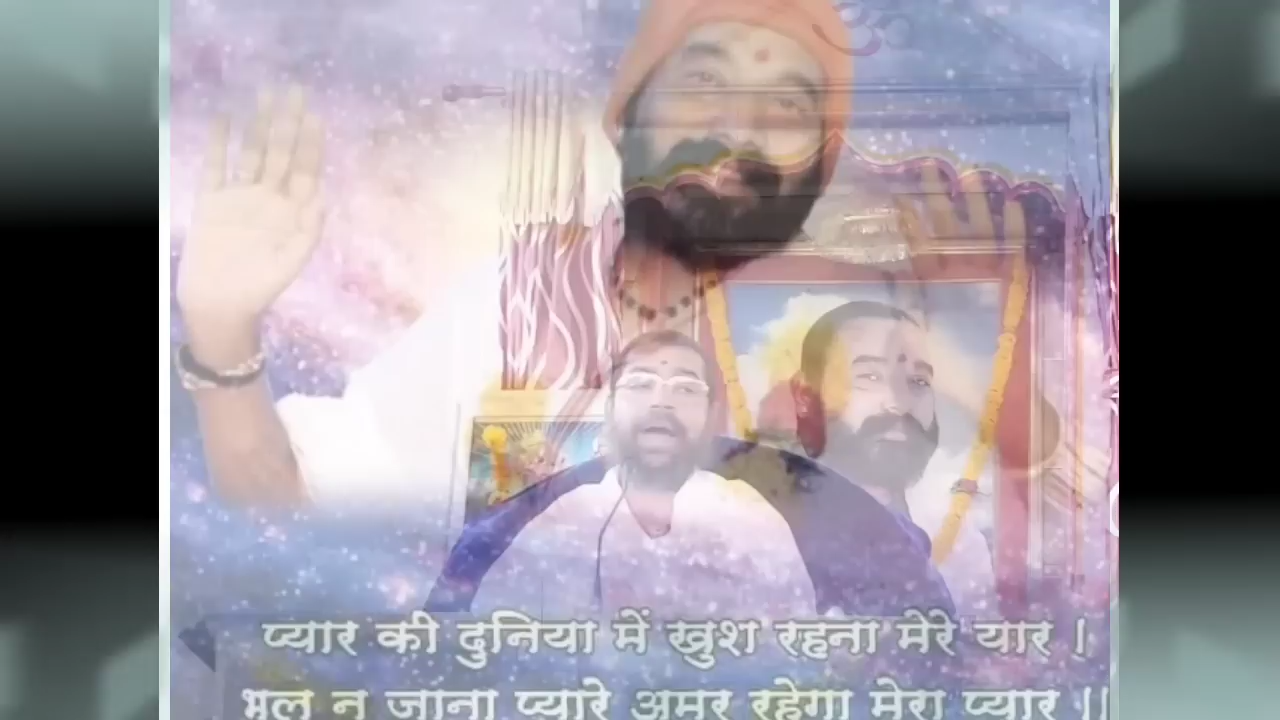 ॐ
प्यार की दुनिया में खुश रहना मेरे यार ।
भूल न जाना प्यारे अमर रहेगा मेरा प्यार ।।